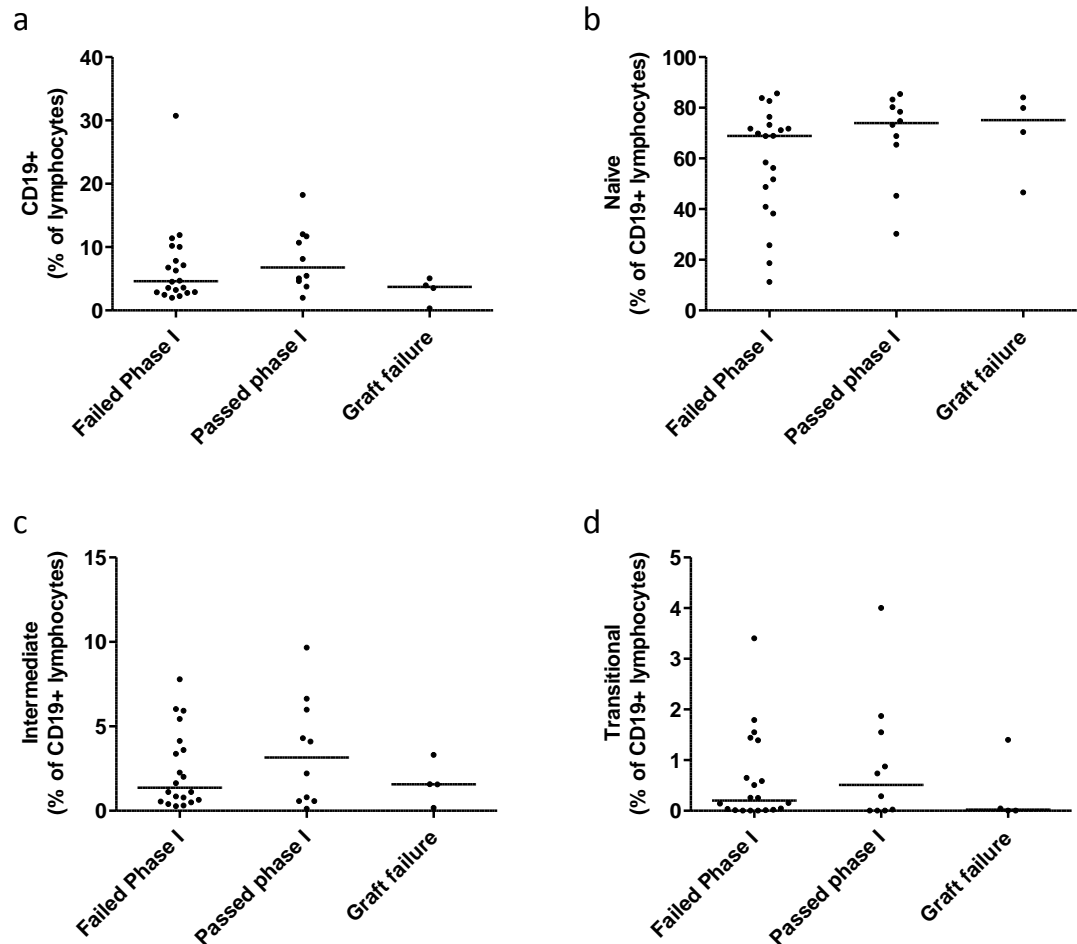 a
CD19+
(% of lymphocytes)
40
30
20
10
0
Failed Phase I
Passed phase I
Graft failure
b
Naive
(% of CD19+ lymphocytes)
100
80
60
40
20
0
Failed Phase I
Passed phase I
Graft failure
c
Intermediate
(% of CD19+ lymphocytes)
15
10
5
0
Failed Phase I
Passed phase I
Graft failure
d
Transitional
(% of CD19+ lymphocytes)
5
4
3
2
1
0
Failed Phase I
Passed phase I
Graft failure